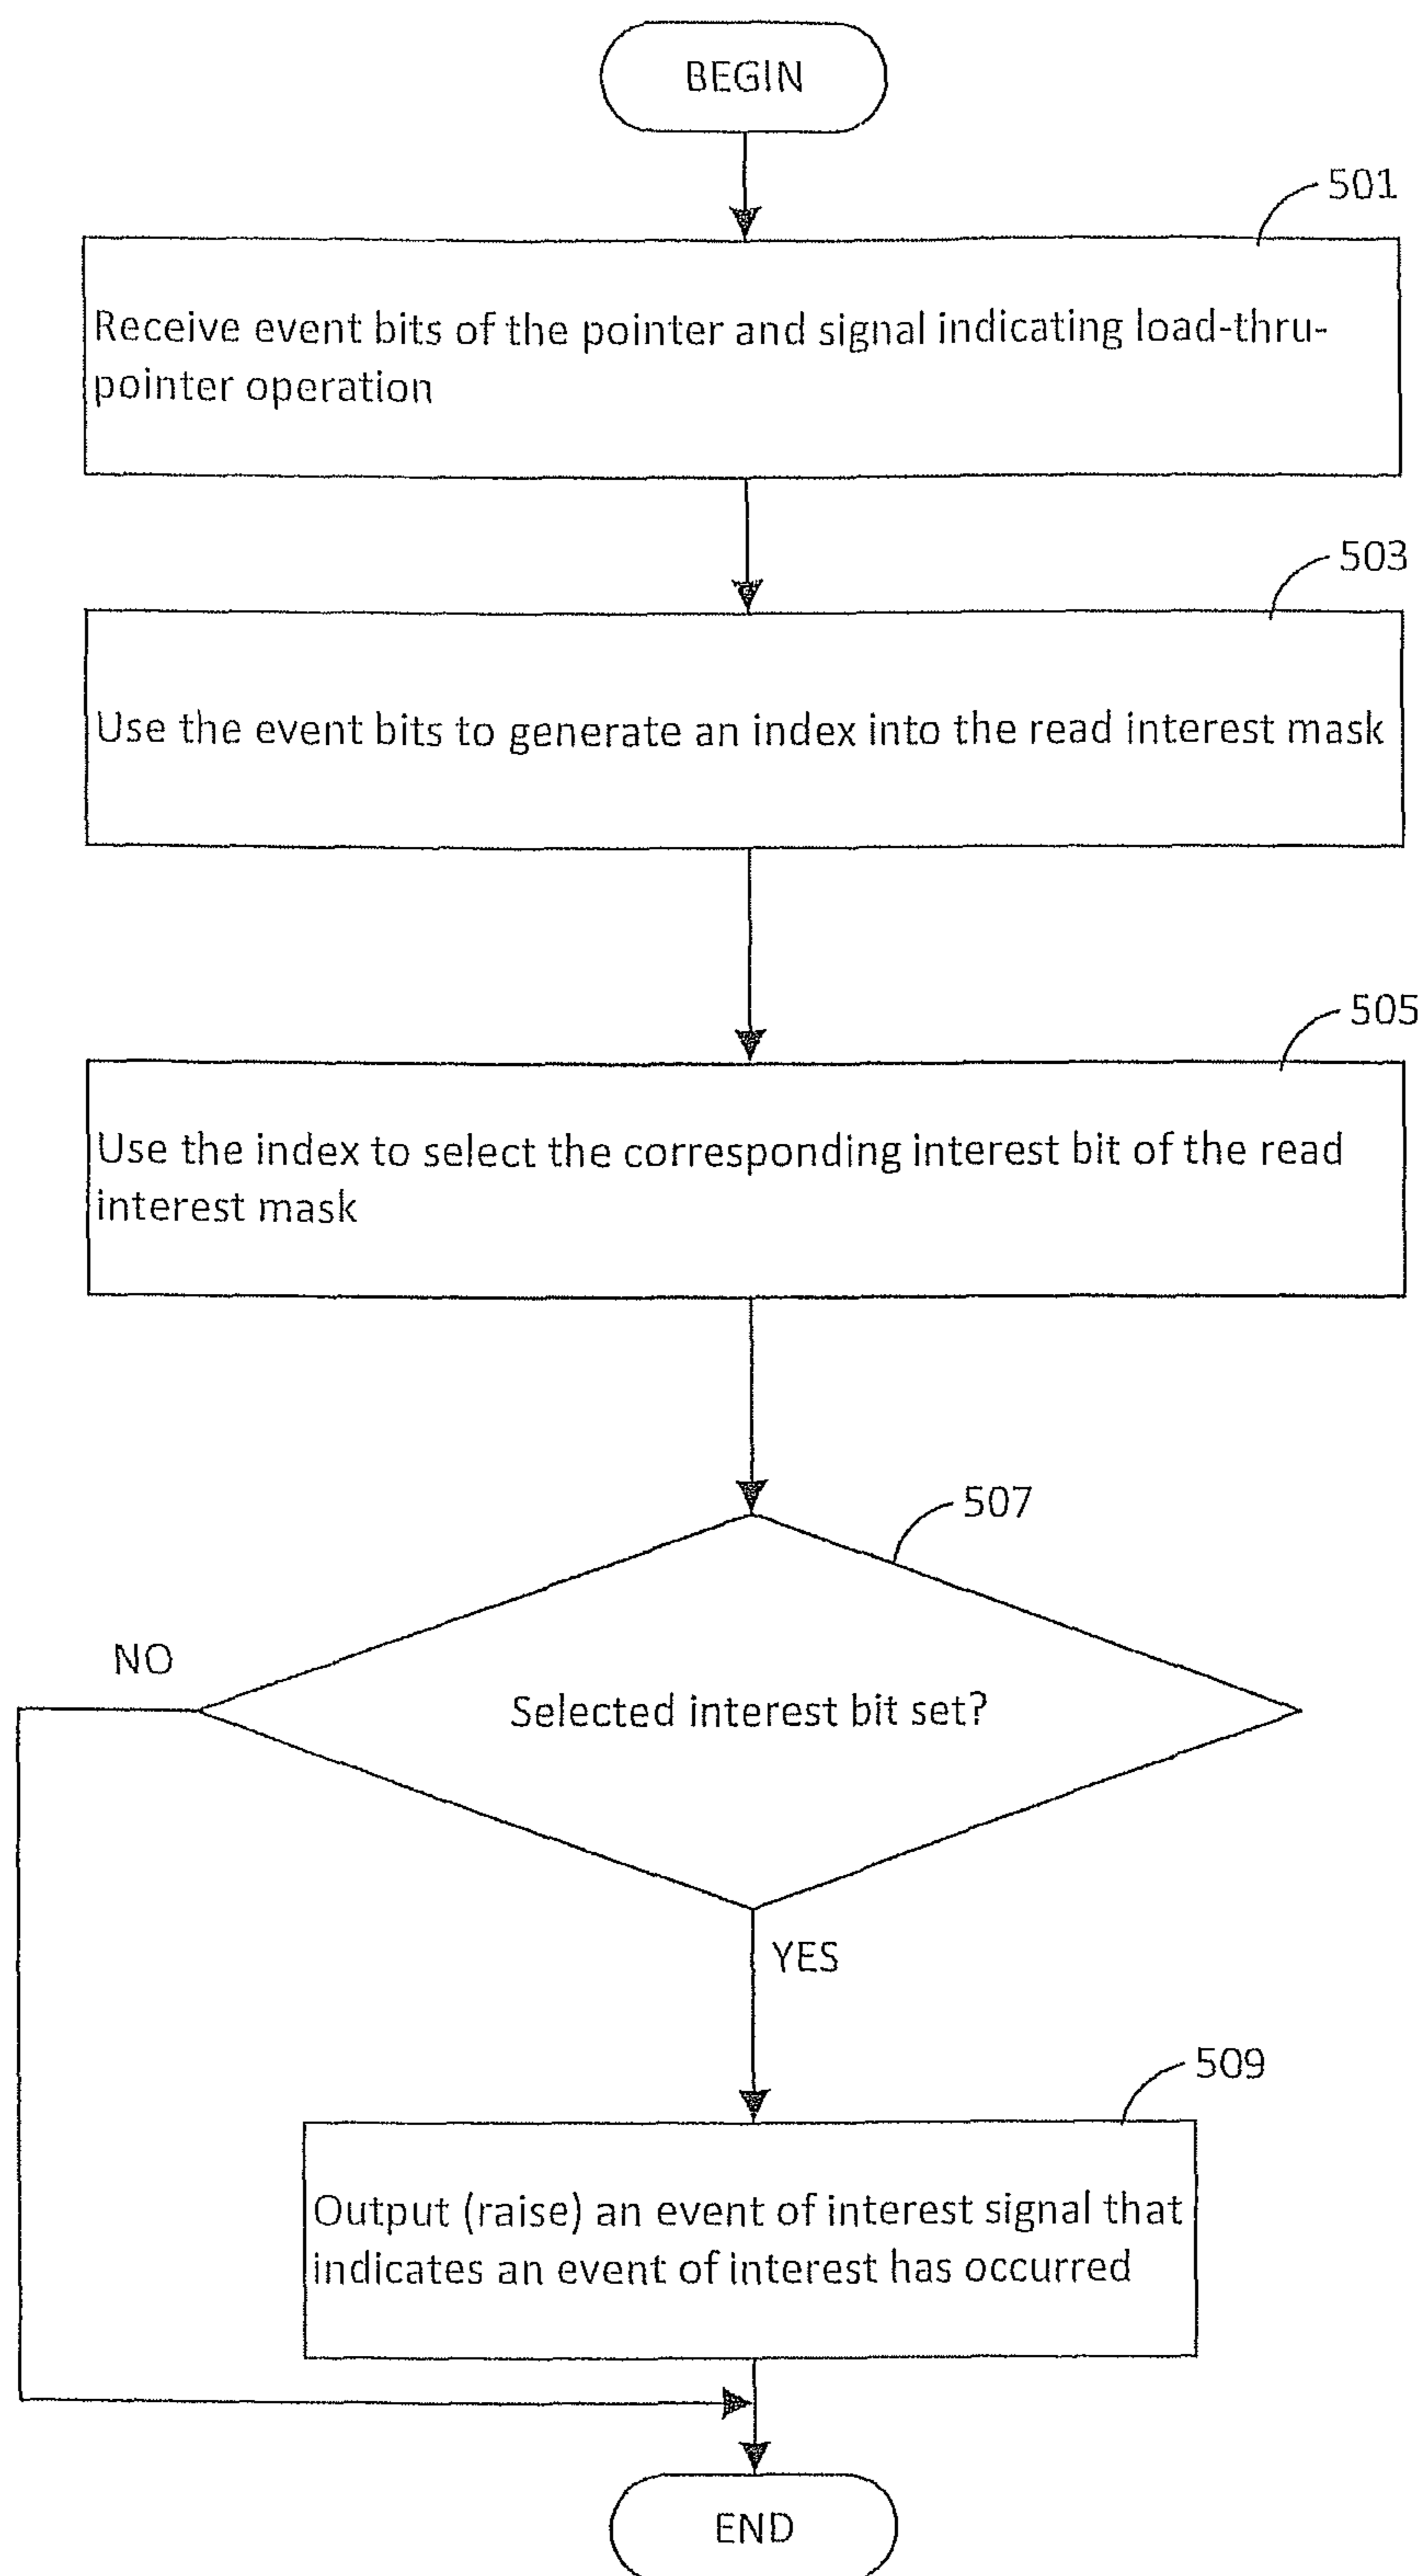 BEGIN
501
Receive event bits of the pointer and signal indicating load-thru-
pointer operation
503
Use the event bits to generate an index into the read interest mask
505
Use the index to select the corresponding interest bit of the read
interest mask
507
NO
Selected interest bit set?
YES
509
Output (raise) an event of interest signal that
indicates an event of interest has occurred
END